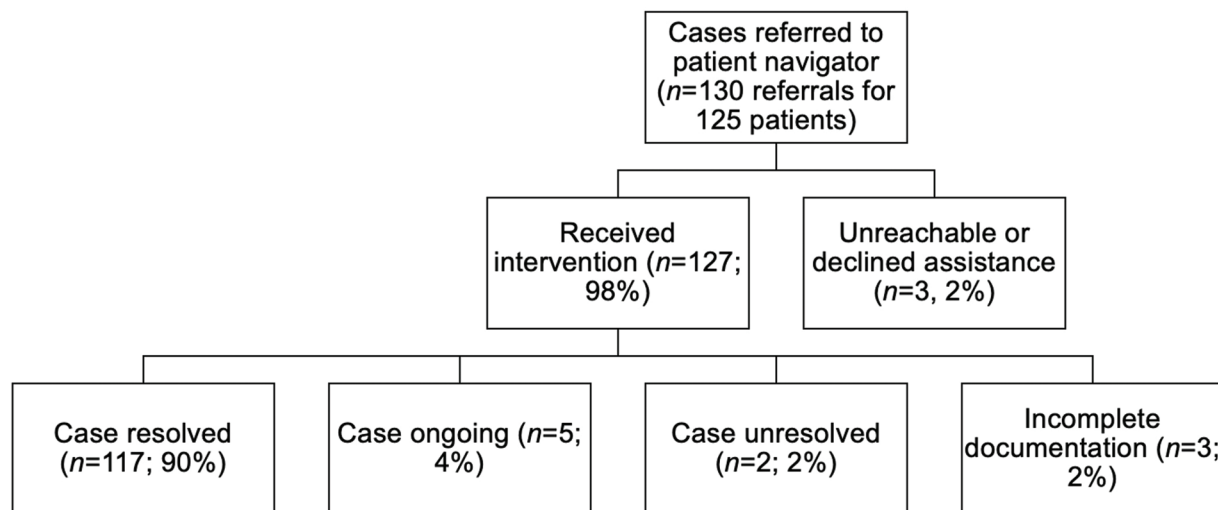 Cases referred to
patient navigator
(n=130 referrals for
125 patients)
Received
intervention (n=127;
98%)
Unreachable or
declined assistance
(n=3, 2%)
Case resolved
(n=117; 90%)
Case ongoing (n=5;
4%)
Case unresolved
(n=2; 2%)
Incomplete
documentation (n=3;
2%)